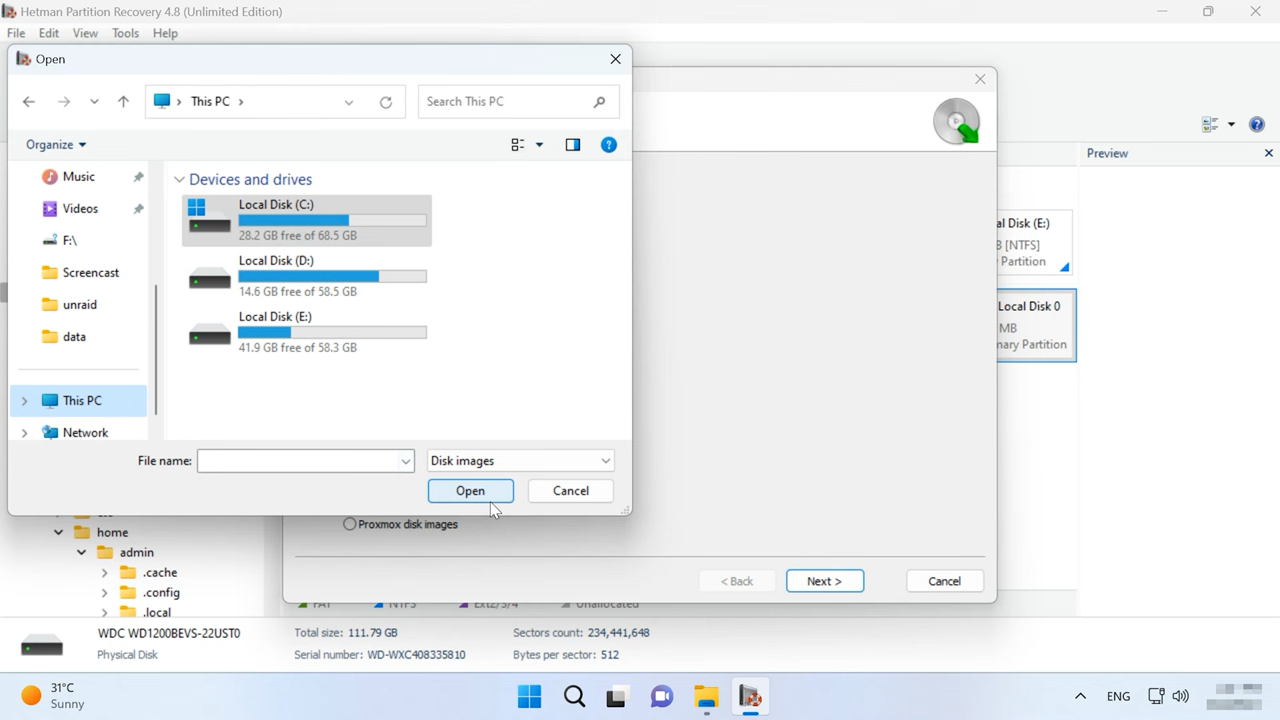 Hetman Partition Recovery 4.8 (Unlimited Edition)
File Edit View Tools Help
Open
This PC
Search This PC
Organize
Music
Videos
F:\
Screencast
unraid
data
This PC
Network
Devices and drives
Local Disk (C:)
28.2 GB free of 68.5 GB
Local Disk (D:)
14.6 GB free of 58.5 GB
Local Disk (E:)
41.9 GB free of 58.3 GB
File name:
Disk images
Open
Cancel
Proxmox disk images
< Back
Next >
Cancel
Preview
al Disk (E:)
[NTFS]
Partition
Local Disk 0
MB
nary Partition
home
admin
.cache
.config
.local
FAT
NTFS
Ext2/3/4
Unallocated
WDC WD1200BEVS-22UST0
Physical Disk
Total size: 111.79 GB
Serial number: WD-WXC408335810
Sectors count: 234,441,648
Bytes per sector: 512
31°C
Sunny
ENG